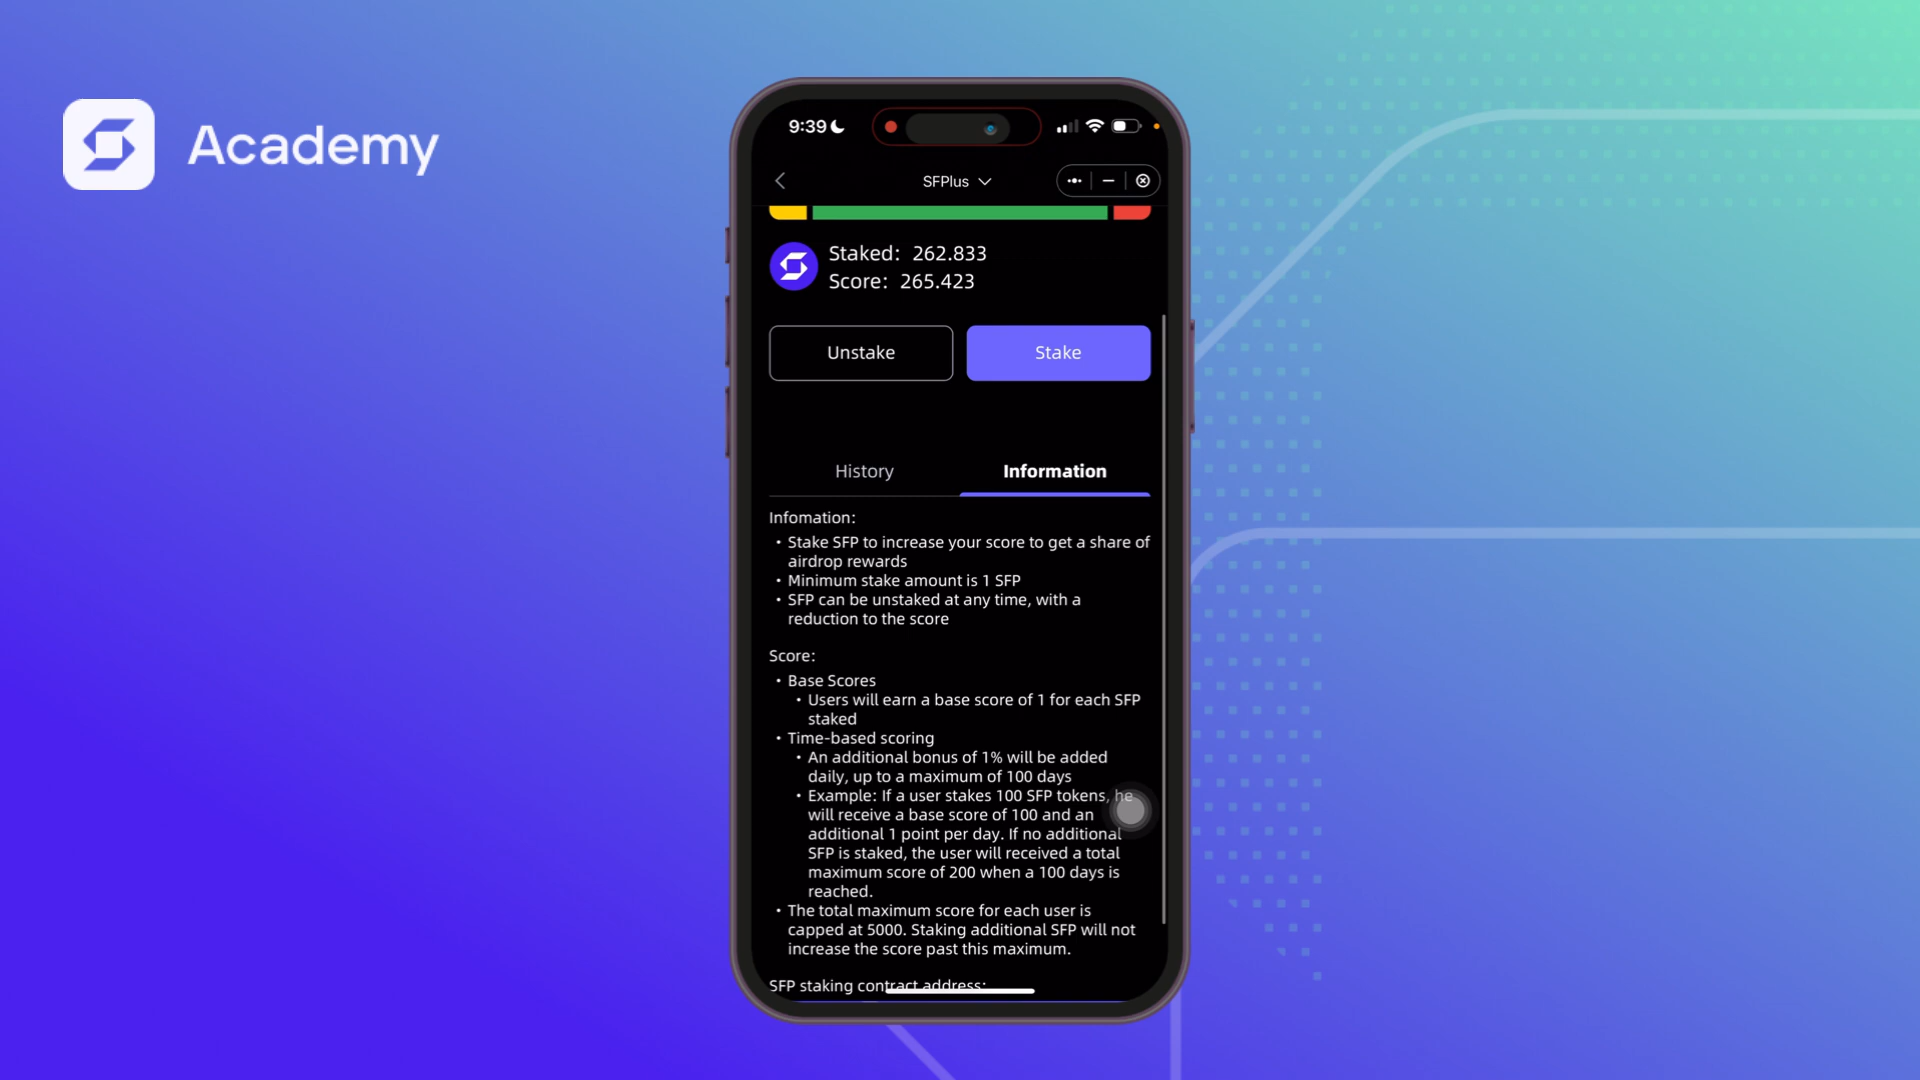 Academy
9:39
SFPlus
Staked: 262.833
Score: 265.423
Unstake
Stake
History
Information
Infomation:
• Stake SFP to increase your score to get a share of
airdrop rewards
• Minimum stake amount is 1 SFP
• SFP can be unstaked at any time, with a
reduction to the score
Score:
• Base Scores
• Users will earn a base score of 1 for each SFP
staked
• Time-based scoring
• An additional bonus of 1% will be added
daily, up to a maximum of 100 days
• Example: If a user stakes 100 SFP tokens, he
will receive a base score of 100 and an
additional 1 point per day. If no additional
SFP is staked, the user will received a total
maximum score of 200 when a 100 days is
reached.
• The total maximum score for each user is
capped at 5000. Staking additional SFP will not
increase the score past this maximum.
SFP staking contract address: